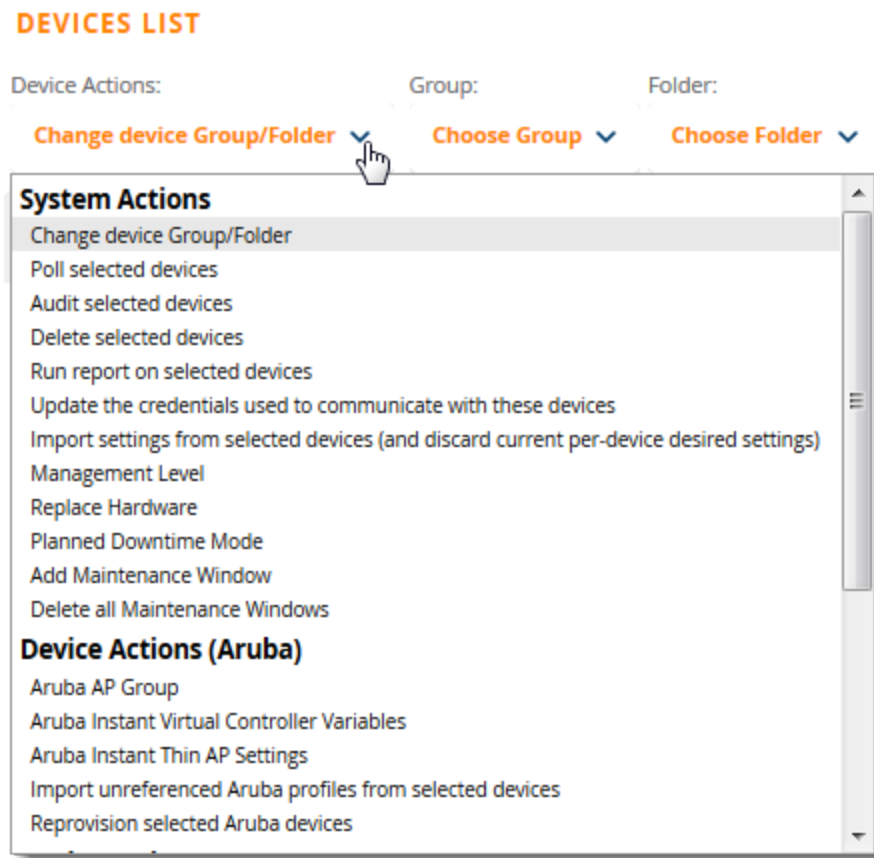 DEVICES LIST
Device Actions: Group: Folder:
Change device Group/Folder Choose Group Choose Folder
System Actions
Change device Group/Folder
Poll selected devices
Audit selected devices
Delete selected devices
Run report on selected devices
Update the credentials used to communicate with these devices
Import settings from selected devices (and discard current per-device desired settings)
Management Level
Replace Hardware
Planned Downtime Mode
Add Maintenance Window
Delete all Maintenance Windows
Device Actions (Aruba)
Aruba AP Group
Aruba Instant Virtual Controller Variables
Aruba Instant Thin AP Settings
Import unreferenced Aruba profiles from selected devices
Reprovision selected Aruba devices